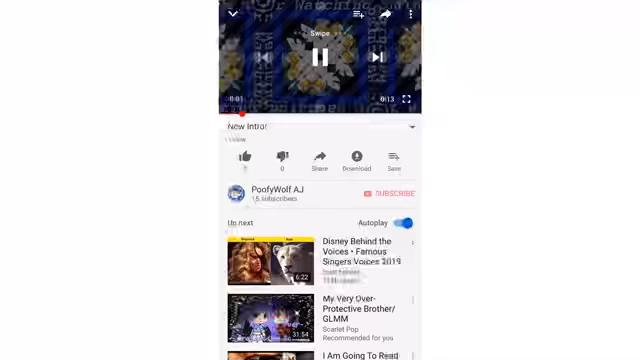 Swipe
0:01
0:13
New Intro!
1 view
0
Share
Download
Save
PoofyWolf AJ
15 subscribers
SUBSCRIBE
Up next
Autoplay
Disney Behind the
Voices • Famous
Singers Voices 2019
6:22
My Very Over-
Protective Brother/
GLMM
Scarlet Pop
Recommended for you
31:54
I Am Going To Read